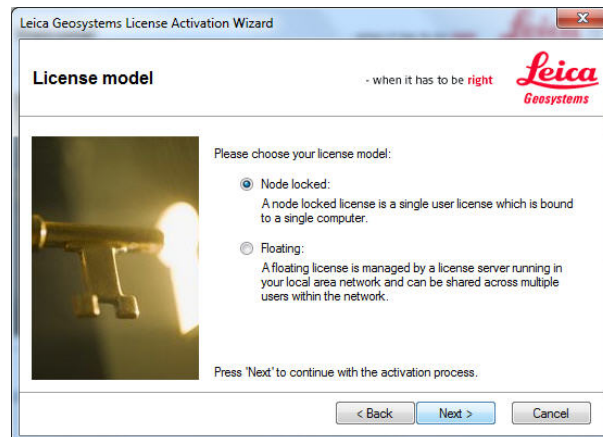 Leica Geosystems License Activation Wizard
License model
- when it has to be right
Leica
Geosystems
Please choose your license model:
Node locked:
A node locked license is a single user license which is bound
to a single computer.
Floating:
A floating license is managed by a license server running in
your local area network and can be shared across multiple
users within the network.
Press 'Next' to continue with the activation process.
< Back
Next >
Cancel